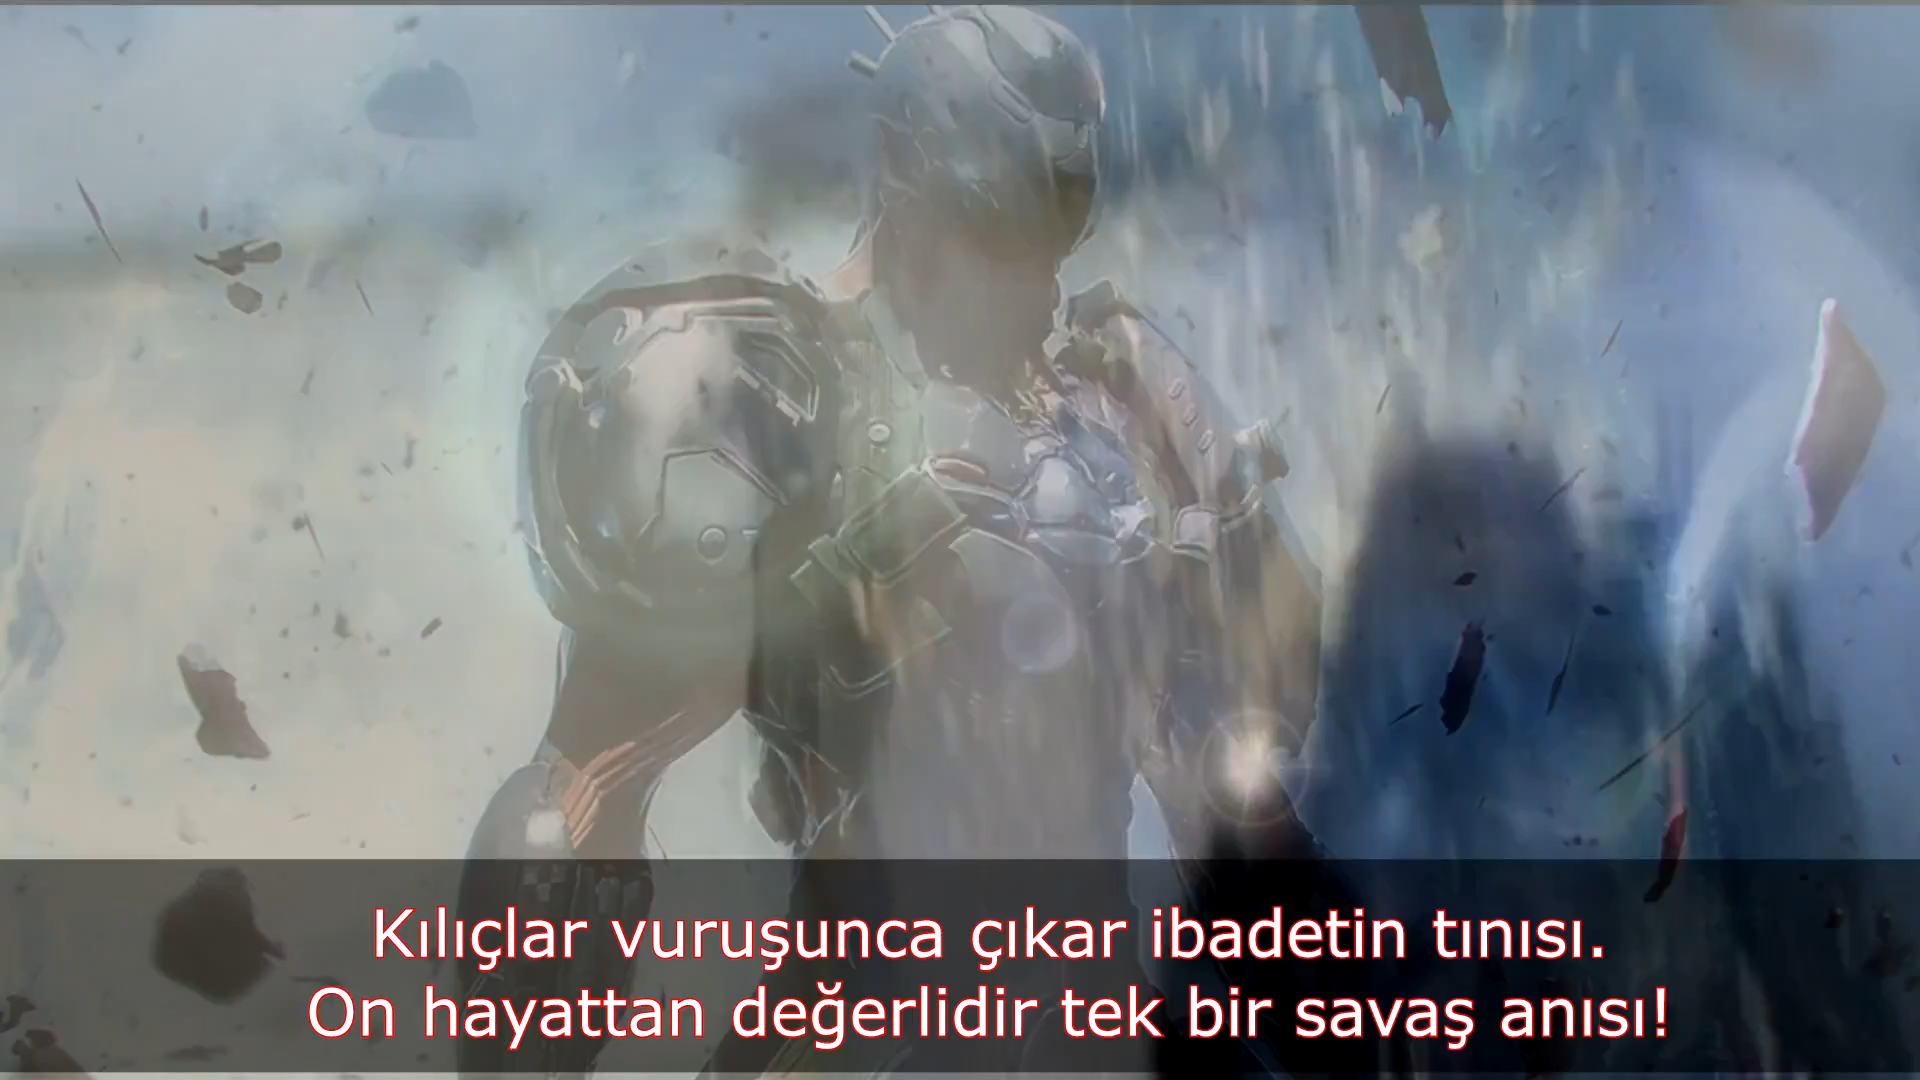 Kılıçlar vuruşunca çıkar ibadetin tınısı.
On hayattan değerlidir tek bir savaş anısı!